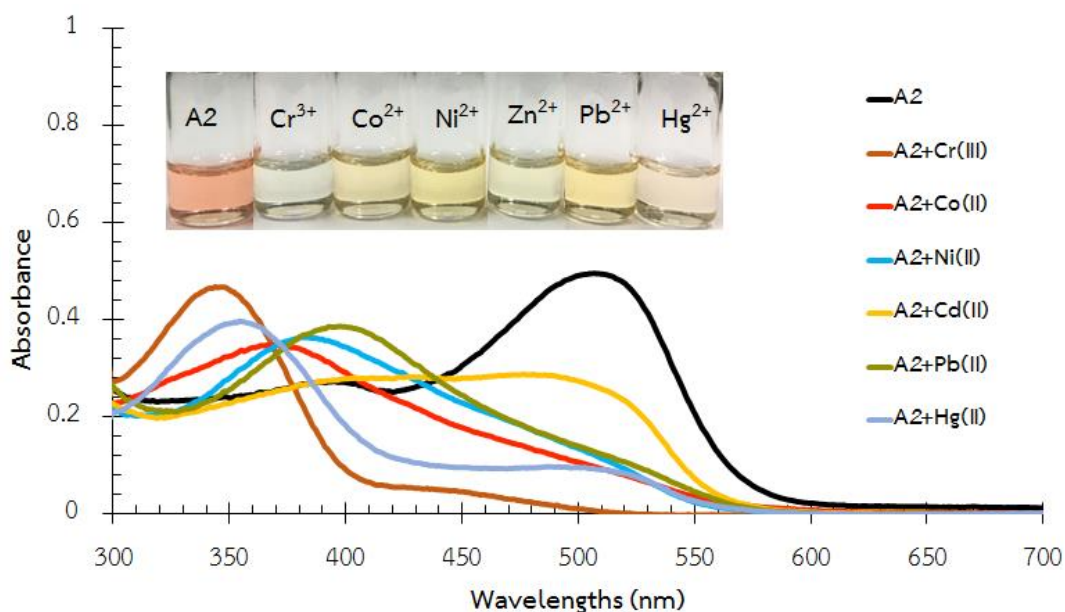 1
0.8
0.6
0.4
0.2
0
Absorbance
300 350 400 450 500 550 600 650 700
Wavelengths (nm)
A2 Cr³⁺ Co²⁺ Ni²⁺ Zn²⁺ Pb²⁺ Hg²⁺
A2
A2+Cr(III)
A2+Co(II)
A2+Ni(II)
A2+Cd(II)
A2+Pb(II)
A2+Hg(II)